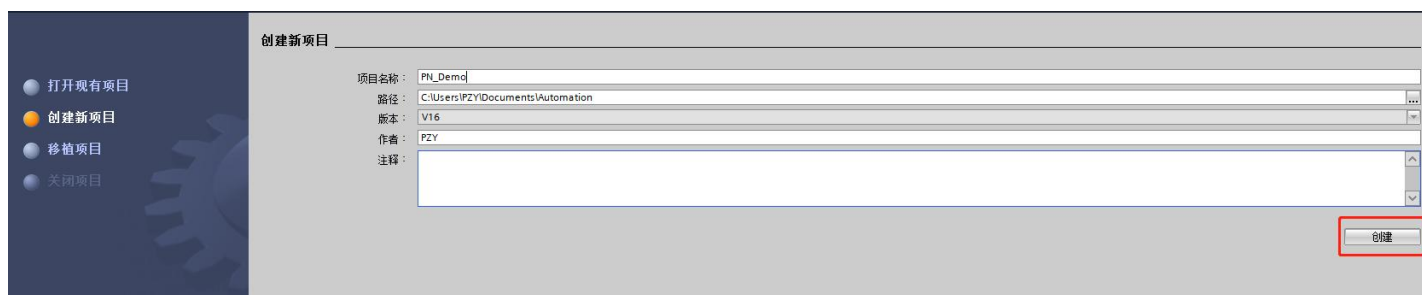 打开现有项目
创建新项目
移植项目
关闭项目
创建新项目
项目名称： PN_Demo
路径： C:\Users\PZY\Documents\Automation ...
版本： V16
作者： PZY
注释：
创建